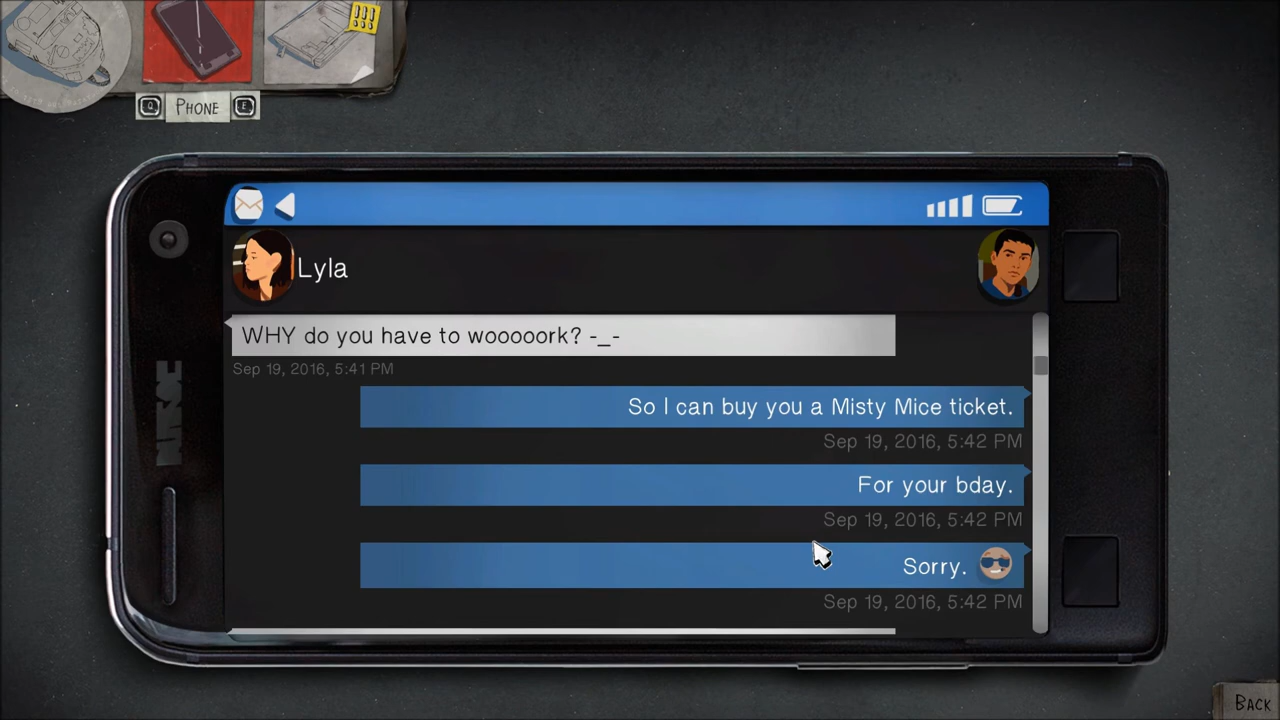 Q PHONE E
Lyla
WHY do you have to wooooork? -_-
Sep 19, 2016, 5:41 PM
So I can buy you a Misty Mice ticket.
Sep 19, 2016, 5:42 PM
For your bday.
Sep 19, 2016, 5:42 PM
Sorry.
Sep 19, 2016, 5:42 PM
BACK